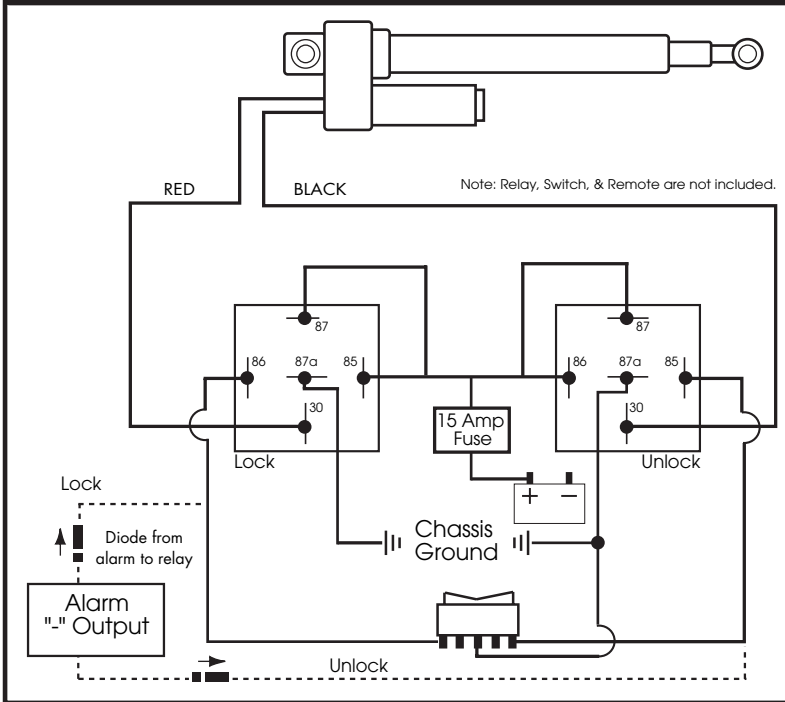 RED
BLACK
Note: Relay, Switch, & Remote are not included.
87
86
87a
85
30
Lock
87
86
87a
85
30
Unlock
15 Amp
Fuse
+ −
Lock
Diode from
alarm to relay
Chassis
Ground
Alarm
"-" Output
Unlock